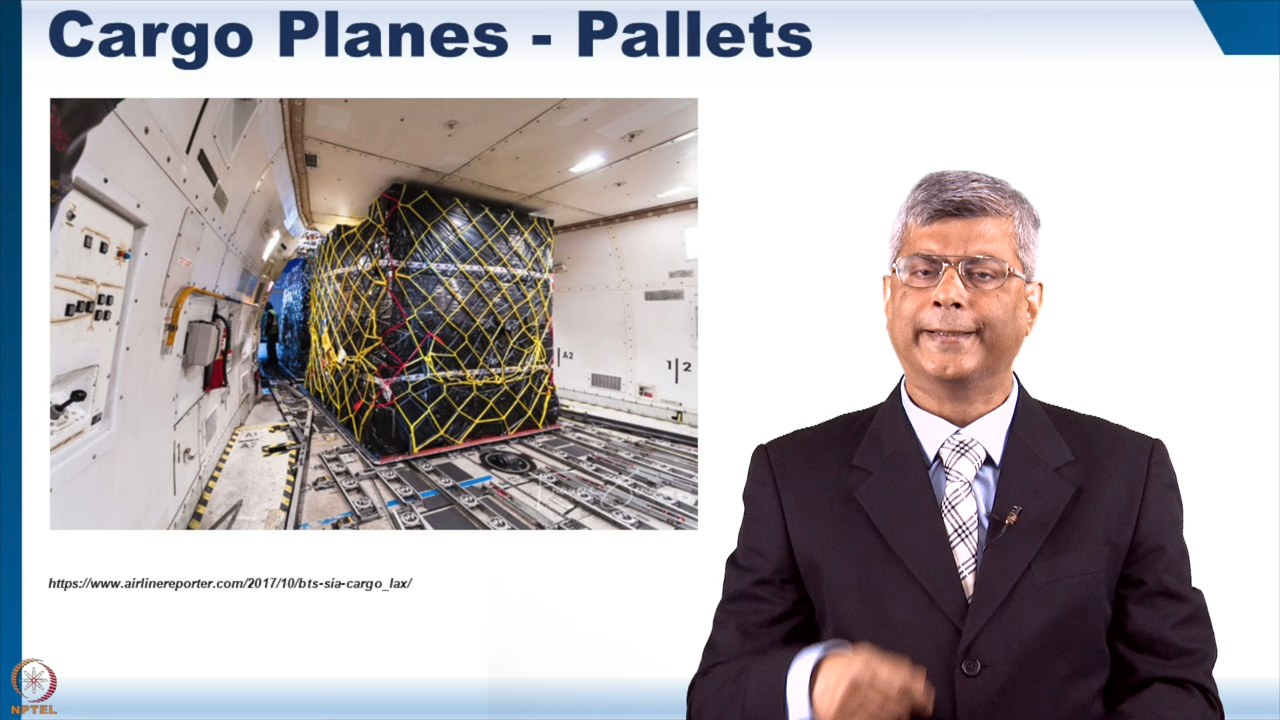 Cargo Planes - Pallets
A2
1|2
https://www.airlinereporter.com/2017/10/bts-sia-cargo_lax/
NPTEL